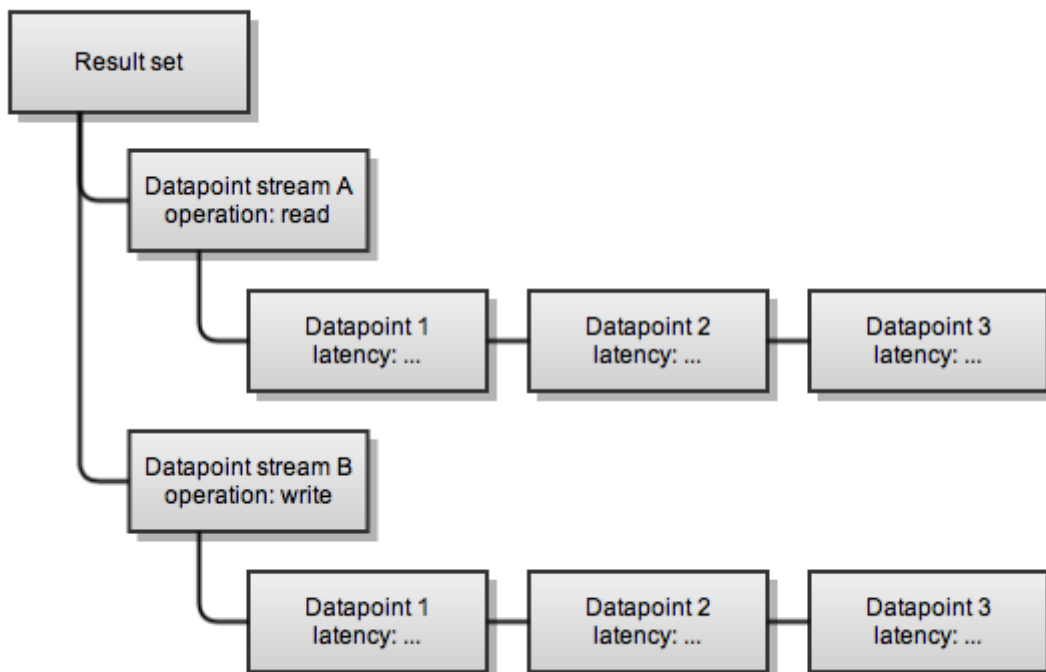 Result set
Datapoint stream A
operation: read
Datapoint 1
latency: ...
Datapoint 2
latency: ...
Datapoint 3
latency: ...
Datapoint stream B
operation: write
Datapoint 1
latency: ...
Datapoint 2
latency: ...
Datapoint 3
latency: ...